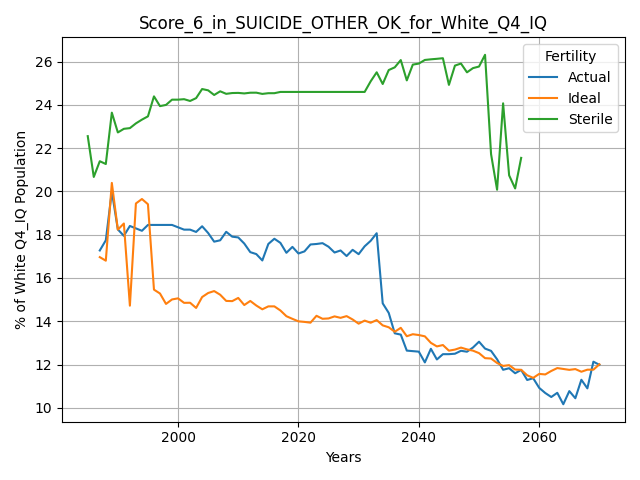 Score_6_in_SUICIDE_OTHER_OK_for_White_Q4_IQ
% of White Q4_IQ Population
26
24
22
20
18
16
14
12
10
Fertility
Actual
Ideal
Sterile
2000
2020
2040
2060
Years